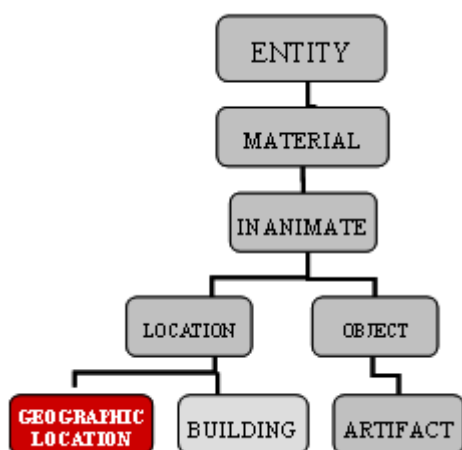 ENTITY
MATERIAL
INANIMATE
LOCATION
OBJECT
GEOGRAPHIC
LOCATION
BUILDING
ARTIFACT